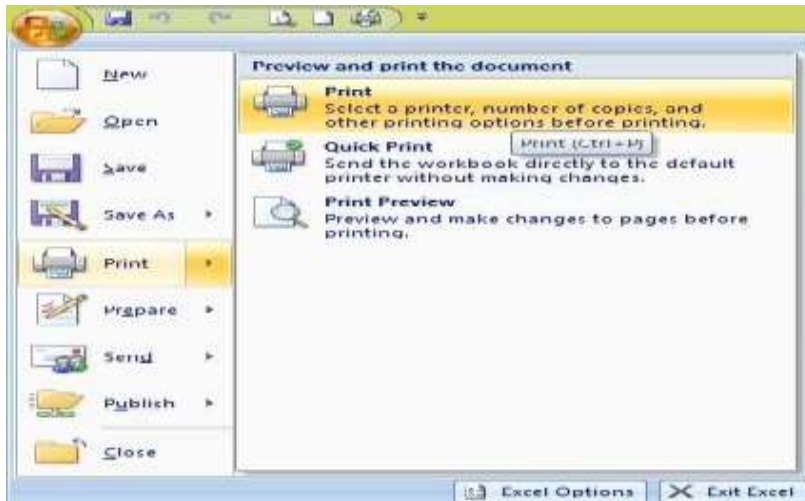 New
Open
Save
Save As
Print
Prepare
Send
Publish
Close
Preview and print the document
Print
Select a printer, number of copies, and
other printing options before printing.
Print (Ctrl+P)
Quick Print
Send the workbook directly to the default
printer without making changes.
Print Preview
Preview and make changes to pages before
printing.
Excel Options
Exit Excel